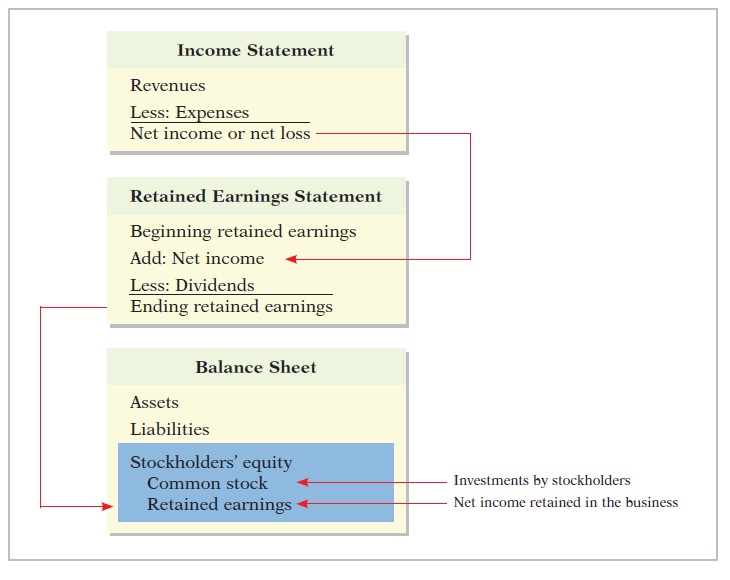 Income Statement
Revenues
Less: Expenses
Net income or net loss
Retained Earnings Statement
Beginning retained earnings
Add: Net income
Less: Dividends
Ending retained earnings
Balance Sheet
Assets
Liabilities
Stockholders' equity
Common stock
Investments by stockholders
Retained earnings
Net income retained in the business